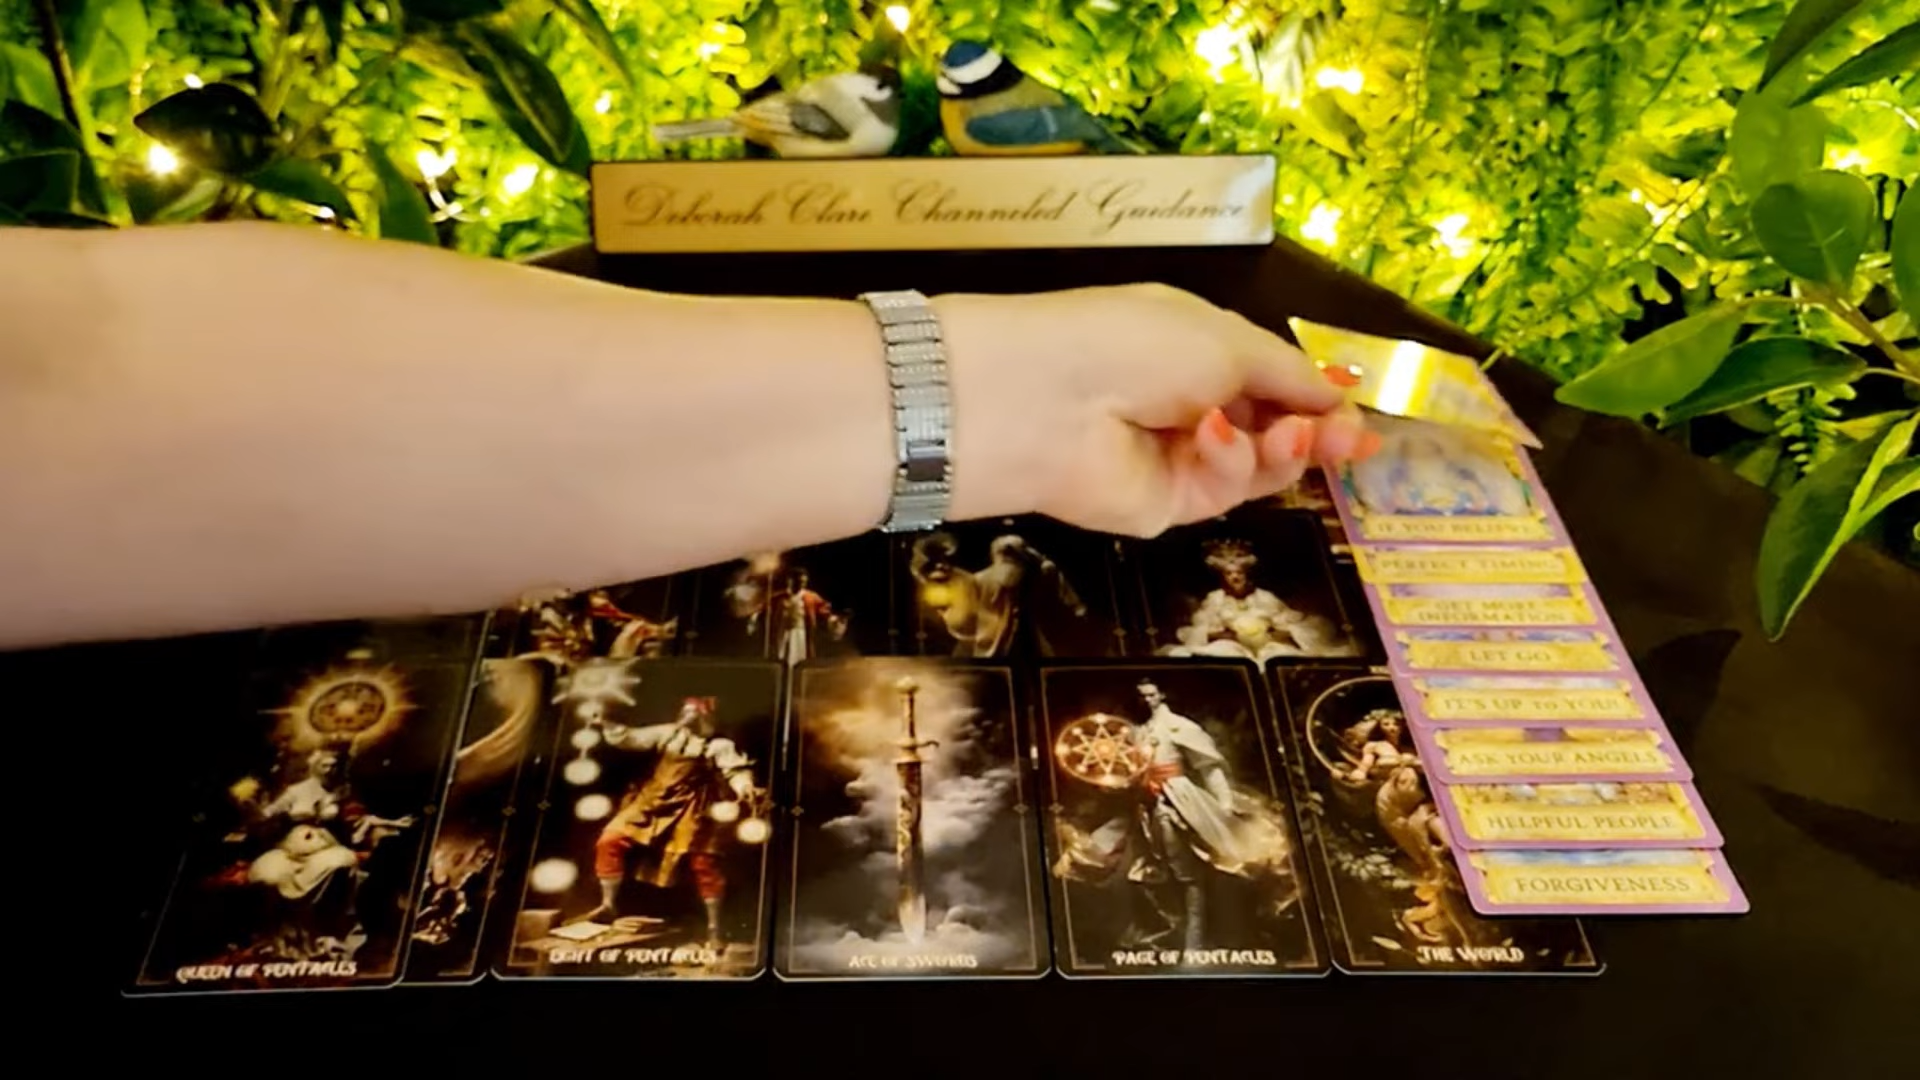 Deborah Clare Channeled Guidance
IF YOU BELIEVE
PERFECT TIMING
GET MORE
INFORMATION
LET GO
IT'S UP TO YOU!
ASK YOUR ANGELS
HELPFUL PEOPLE
FORGIVENESS
QUEEN OF PENTACLES
EIGHT OF PENTACLES
ACE OF SWORDS
PAGE OF PENTACLES
THE WORLD